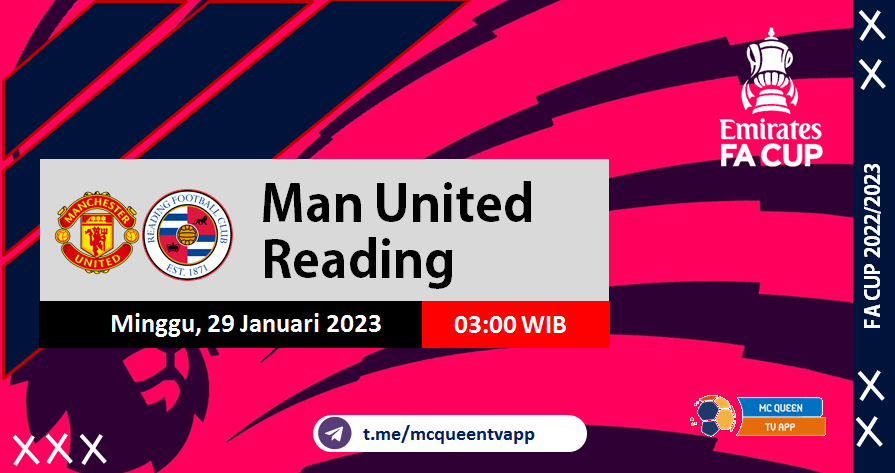 Emirates
FA CUP
FA CUP 2022/2023
MANCHESTER
UNITED
READING FOOTBALL CLUB
EST. 1871
Man United
Reading
Minggu, 29 Januari 2023
03:00 WIB
t.me/mcqueentvapp
MC QUEEN
TV APP